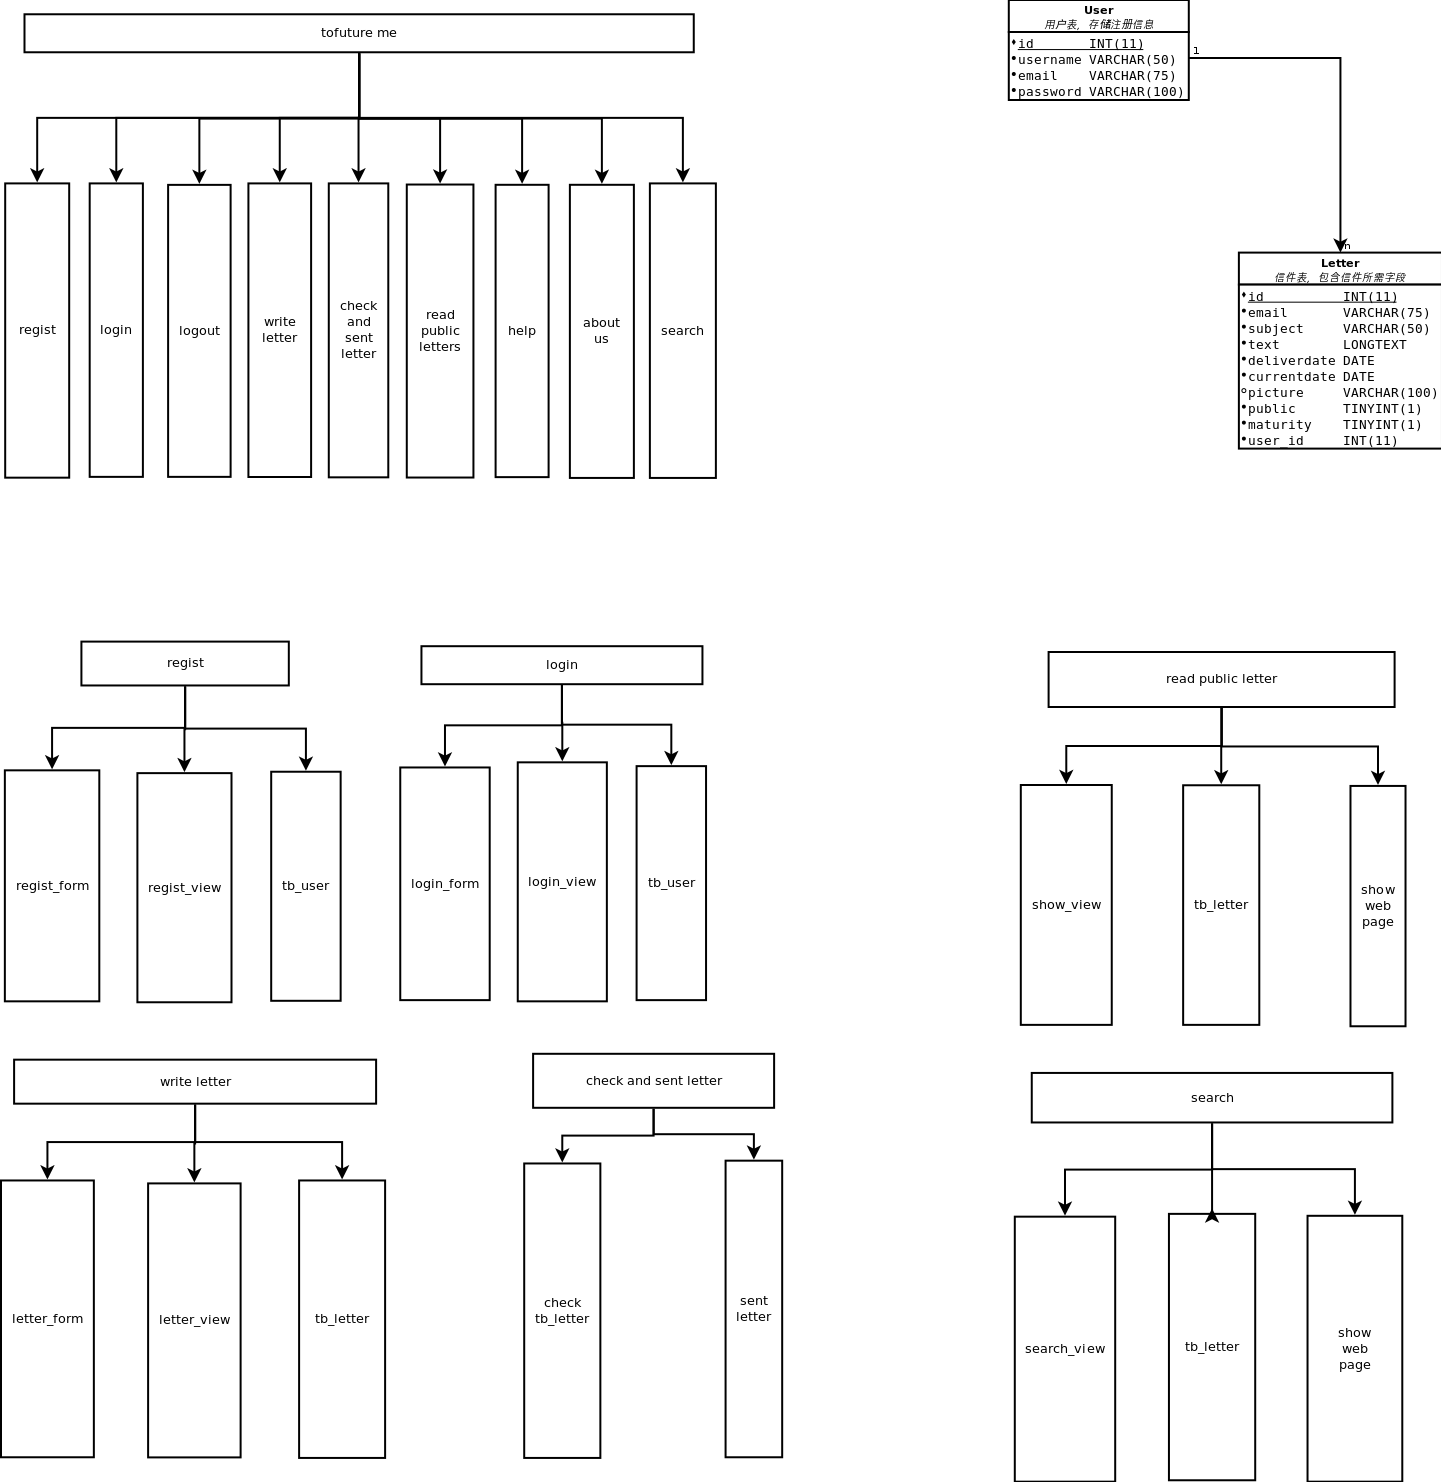 tofuture me
regist
login
logout
write
letter
check
and
sent
letter
read
public
letters
help
about
us
search
User
用户表，存储注册信息
id INT(11)
username VARCHAR(50)
email VARCHAR(75)
password VARCHAR(100)
1
n
Letter
信件表，包含信件所需字段
id INT(11)
email VARCHAR(75)
subject VARCHAR(50)
text LONGTEXT
deliverdate DATE
currentdate DATE
picture VARCHAR(100)
public TINYINT(1)
maturity TINYINT(1)
user_id INT(11)
regist
regist_form
regist_view
tb_user
login
login_form
login_view
tb_user
read public letter
show_view
tb_letter
show
web
page
write letter
letter_form
letter_view
tb_letter
check and sent letter
check
tb_letter
sent
letter
search
search_view
tb_letter
show
web
page